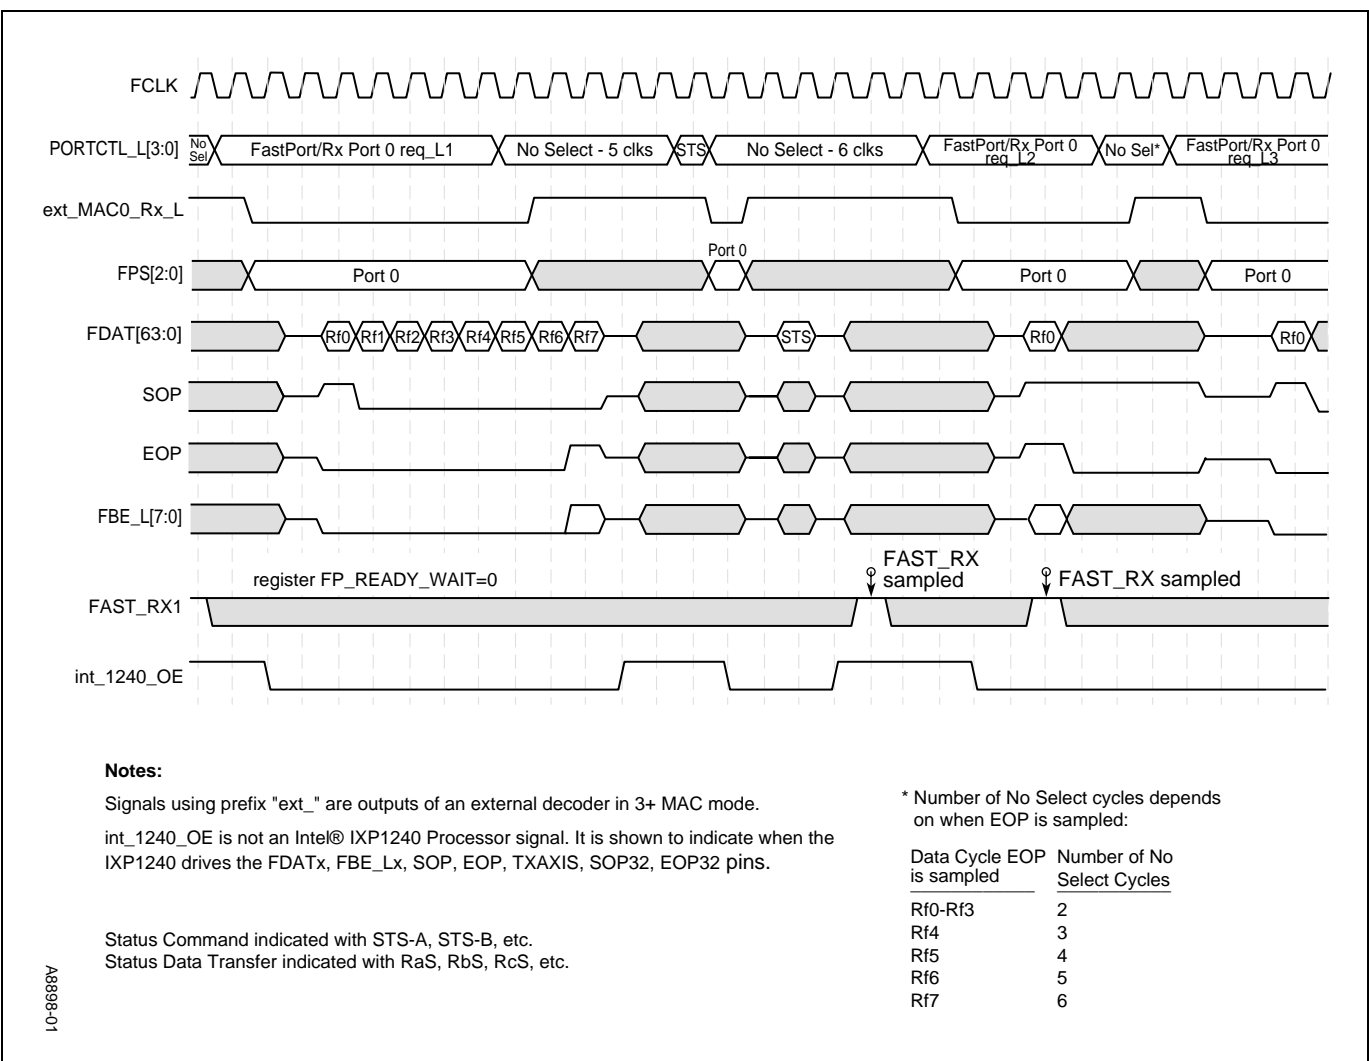 FCLK
PORTCTL_L[3:0]
No
Sel
FastPort/Rx Port 0 req_L1
No Select - 5 clks
STS
No Select - 6 clks
FastPort/Rx Port 0
req_L2
No Sel*
FastPort/Rx Port 0
req_L3
ext_MAC0_Rx_L
FPS[2:0]
Port 0
Port 0
Port 0
Port 0
FDAT[63:0]
Rf0
Rf1
Rf2
Rf3
Rf4
Rf5
Rf6
Rf7
STS
Rf0
Rf0
SOP
EOP
FBE_L[7:0]
FAST_RX
sampled
FAST_RX sampled
register FP_READY_WAIT=0
FAST_RX1
int_1240_OE
Notes:
Signals using prefix "ext_" are outputs of an external decoder in 3+ MAC mode.
int_1240_OE is not an Intel® IXP1240 Processor signal. It is shown to indicate when the
IXP1240 drives the FDATx, FBE_Lx, SOP, EOP, TXAXIS, SOP32, EOP32 pins.
Status Command indicated with STS-A, STS-B, etc.
Status Data Transfer indicated with RaS, RbS, RcS, etc.
* Number of No Select cycles depends
on when EOP is sampled:
Data Cycle EOP
is sampled
Number of No
Select Cycles
Rf0-Rf3 2
Rf4 3
Rf5 4
Rf6 5
Rf7 6
A8898-01